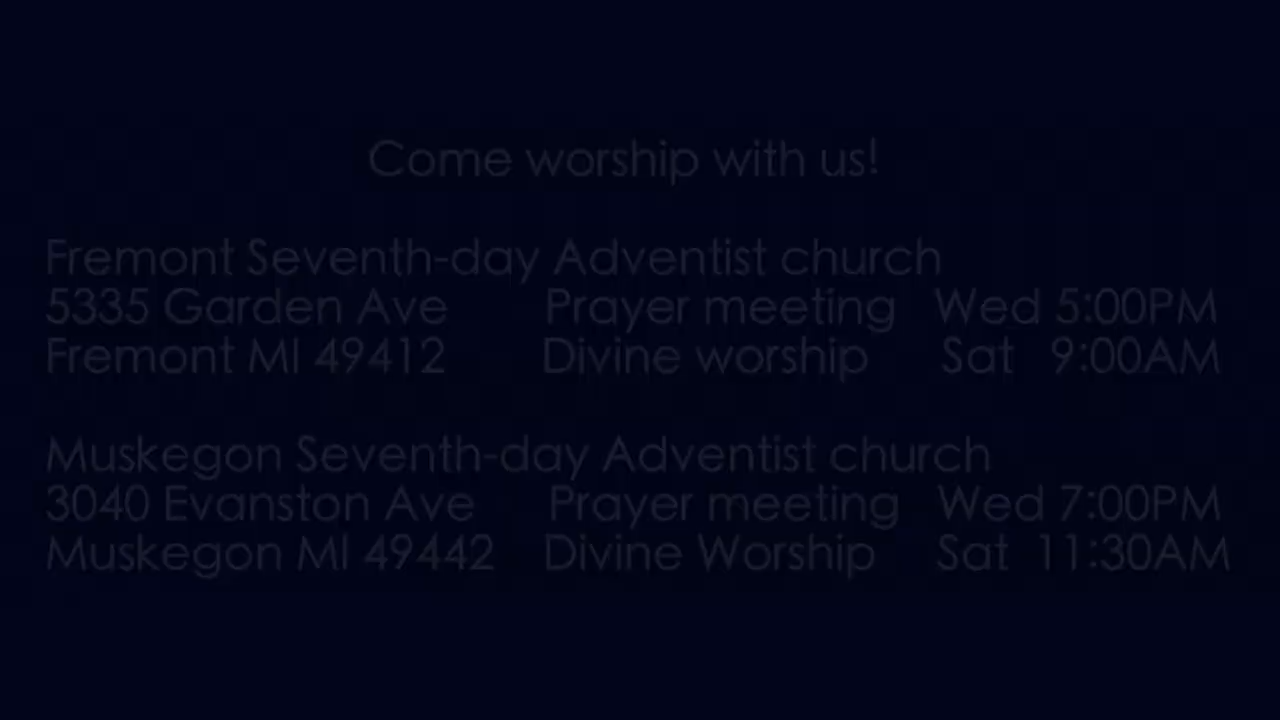 Come worship with us!
Fremont Seventh-day Adventist church
5335 Garden Ave Prayer meeting Wed 5:00PM
Fremont MI 49412 Divine worship Sat 9:00AM
Muskegon Seventh-day Adventist church
3040 Evanston Ave Prayer meeting Wed 7:00PM
Muskegon MI 49442 Divine Worship Sat 11:30AM